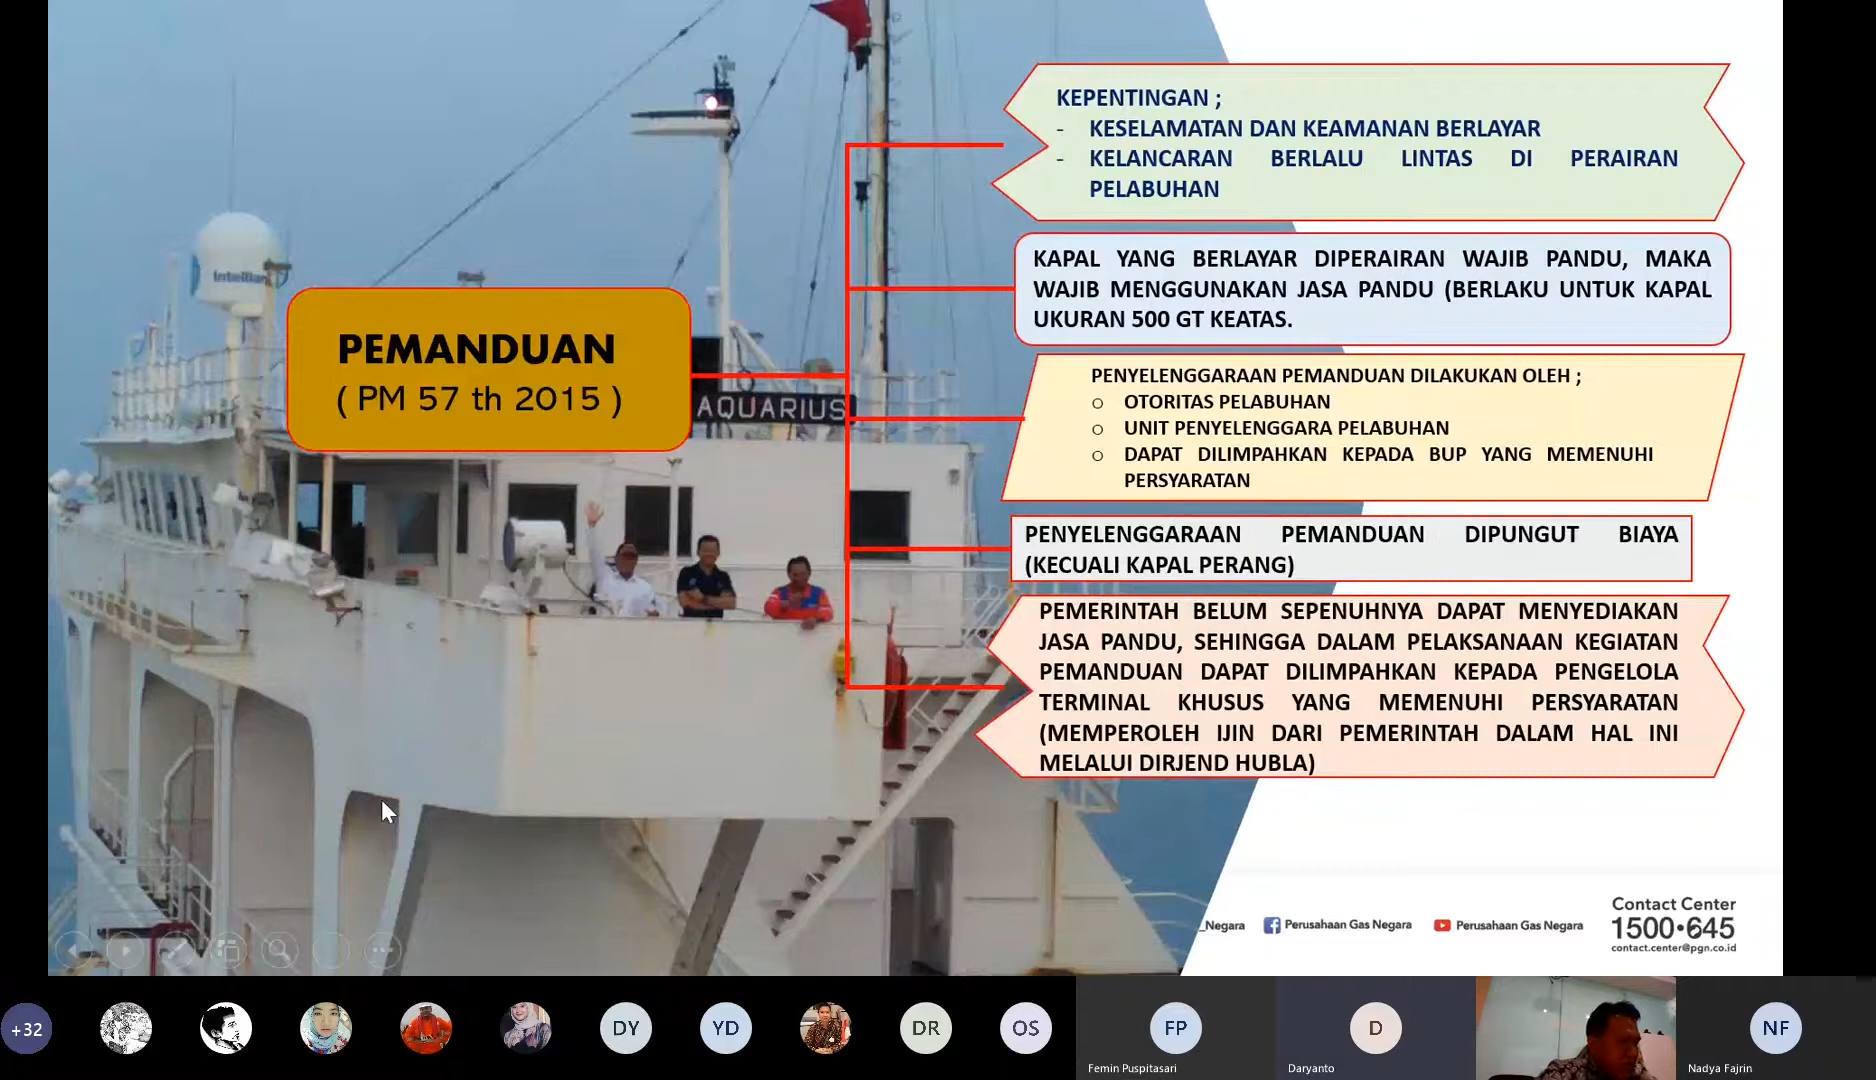 KEPENTINGAN ;
- KESELAMATAN DAN KEAMANAN BERLAYAR
- KELANCARAN BERLALU LINTAS DI PERAIRAN
PELABUHAN
KAPAL YANG BERLAYAR DIPERAIRAN WAJIB PANDU, MAKA
WAJIB MENGGUNAKAN JASA PANDU (BERLAKU UNTUK KAPAL
UKURAN 500 GT KEATAS.
PEMANDUAN
( PM 57 th 2015 )
AQUARIUS
PENYELENGGARAAN PEMANDUAN DILAKUKAN OLEH ;
o OTORITAS PELABUHAN
o UNIT PENYELENGGARA PELABUHAN
o DAPAT DILIMPAHKAN KEPADA BUP YANG MEMENUHI
PERSYARATAN
PENYELENGGARAAN PEMANDUAN DIPUNGUT BIAYA
(KECUALI KAPAL PERANG)
PEMERINTAH BELUM SEPENUHNYA DAPAT MENYEDIAKAN
JASA PANDU, SEHINGGA DALAM PELAKSANAAN KEGIATAN
PEMANDUAN DAPAT DILIMPAHKAN KEPADA PENGELOLA
TERMINAL KHUSUS YANG MEMENUHI PERSYARATAN
(MEMPEROLEH IJIN DARI PEMERINTAH DALAM HAL INI
MELALUI DIRJEND HUBLA)
_Negara
Perusahaan Gas Negara
Perusahaan Gas Negara
Contact Center
1500•645
contact.center@pgn.co.id
+32
DY
YD
DR
OS
FP
Femin Puspitasari
D
Daryanto
NF
Nadya Fajrin